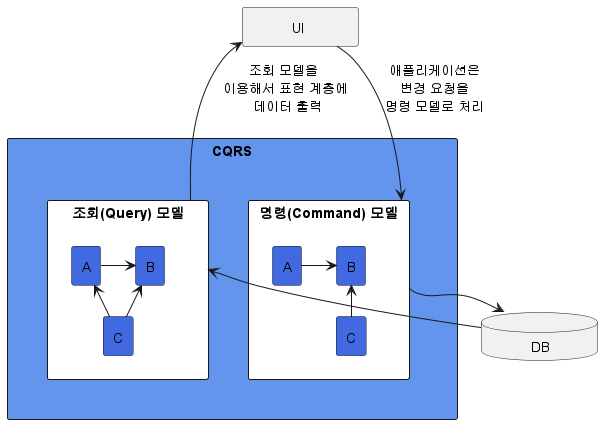 UI
조회 모델을
이용해서 표현 계층에
데이터 출력
애플리케이션은
변경 요청을
명령 모델로 처리
CQRS
조회(Query) 모델
명령(Command) 모델
A
B
C
A
B
C
DB